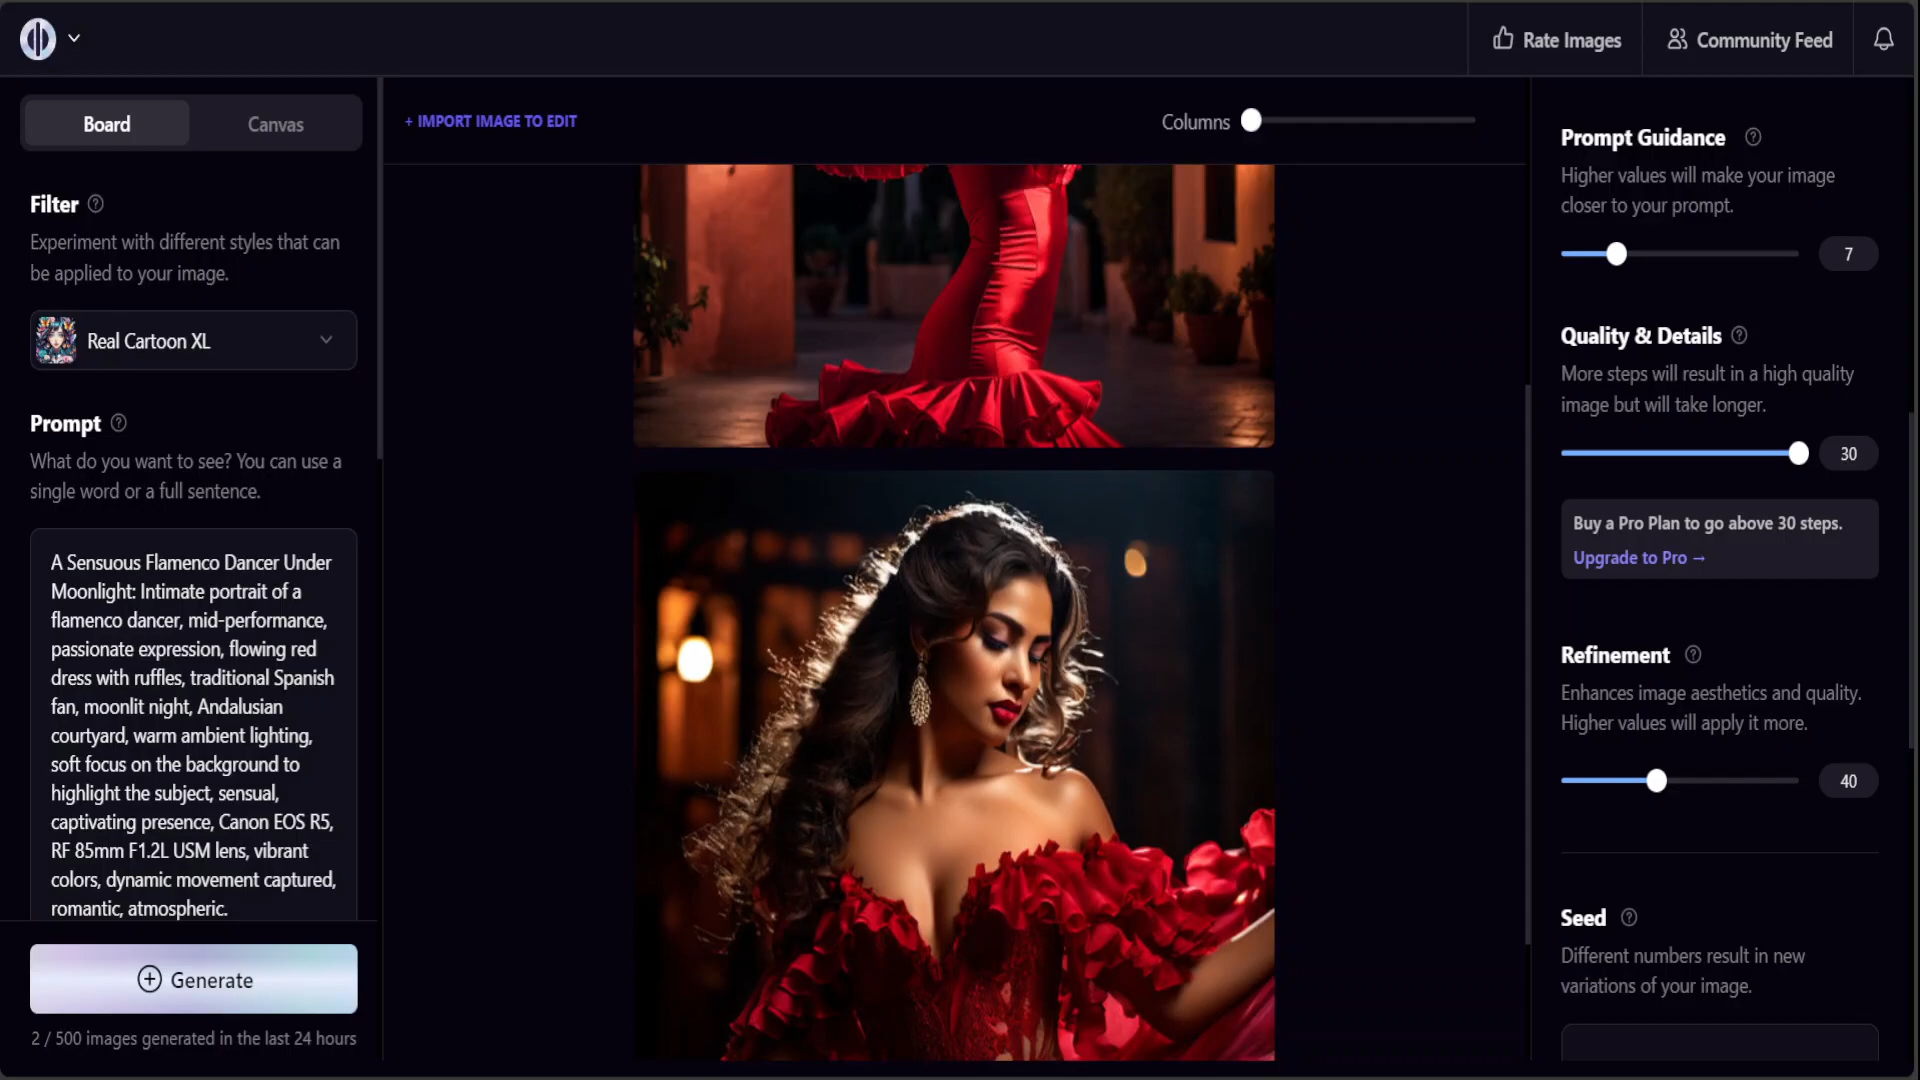 Rate Images
Community Feed
Board
Canvas
Filter
Experiment with different styles that can
be applied to your image.
Real Cartoon XL
Prompt
What do you want to see? You can use a
single word or a full sentence.
A Sensuous Flamenco Dancer Under
Moonlight: Intimate portrait of a
flamenco dancer, mid-performance,
passionate expression, flowing red
dress with ruffles, traditional Spanish
fan, moonlit night, Andalusian
courtyard, warm ambient lighting,
soft focus on the background to
highlight the subject, sensual,
captivating presence, Canon EOS R5,
RF 85mm F1.2L USM lens, vibrant
colors, dynamic movement captured,
romantic, atmospheric.
Generate
2 / 500 images generated in the last 24 hours
+ IMPORT IMAGE TO EDIT
Columns
Prompt Guidance
Higher values will make your image
closer to your prompt.
7
Quality & Details
More steps will result in a high quality
image but will take longer.
30
Buy a Pro Plan to go above 30 steps.
Upgrade to Pro →
Refinement
Enhances image aesthetics and quality.
Higher values will apply it more.
40
Seed
Different numbers result in new
variations of your image.